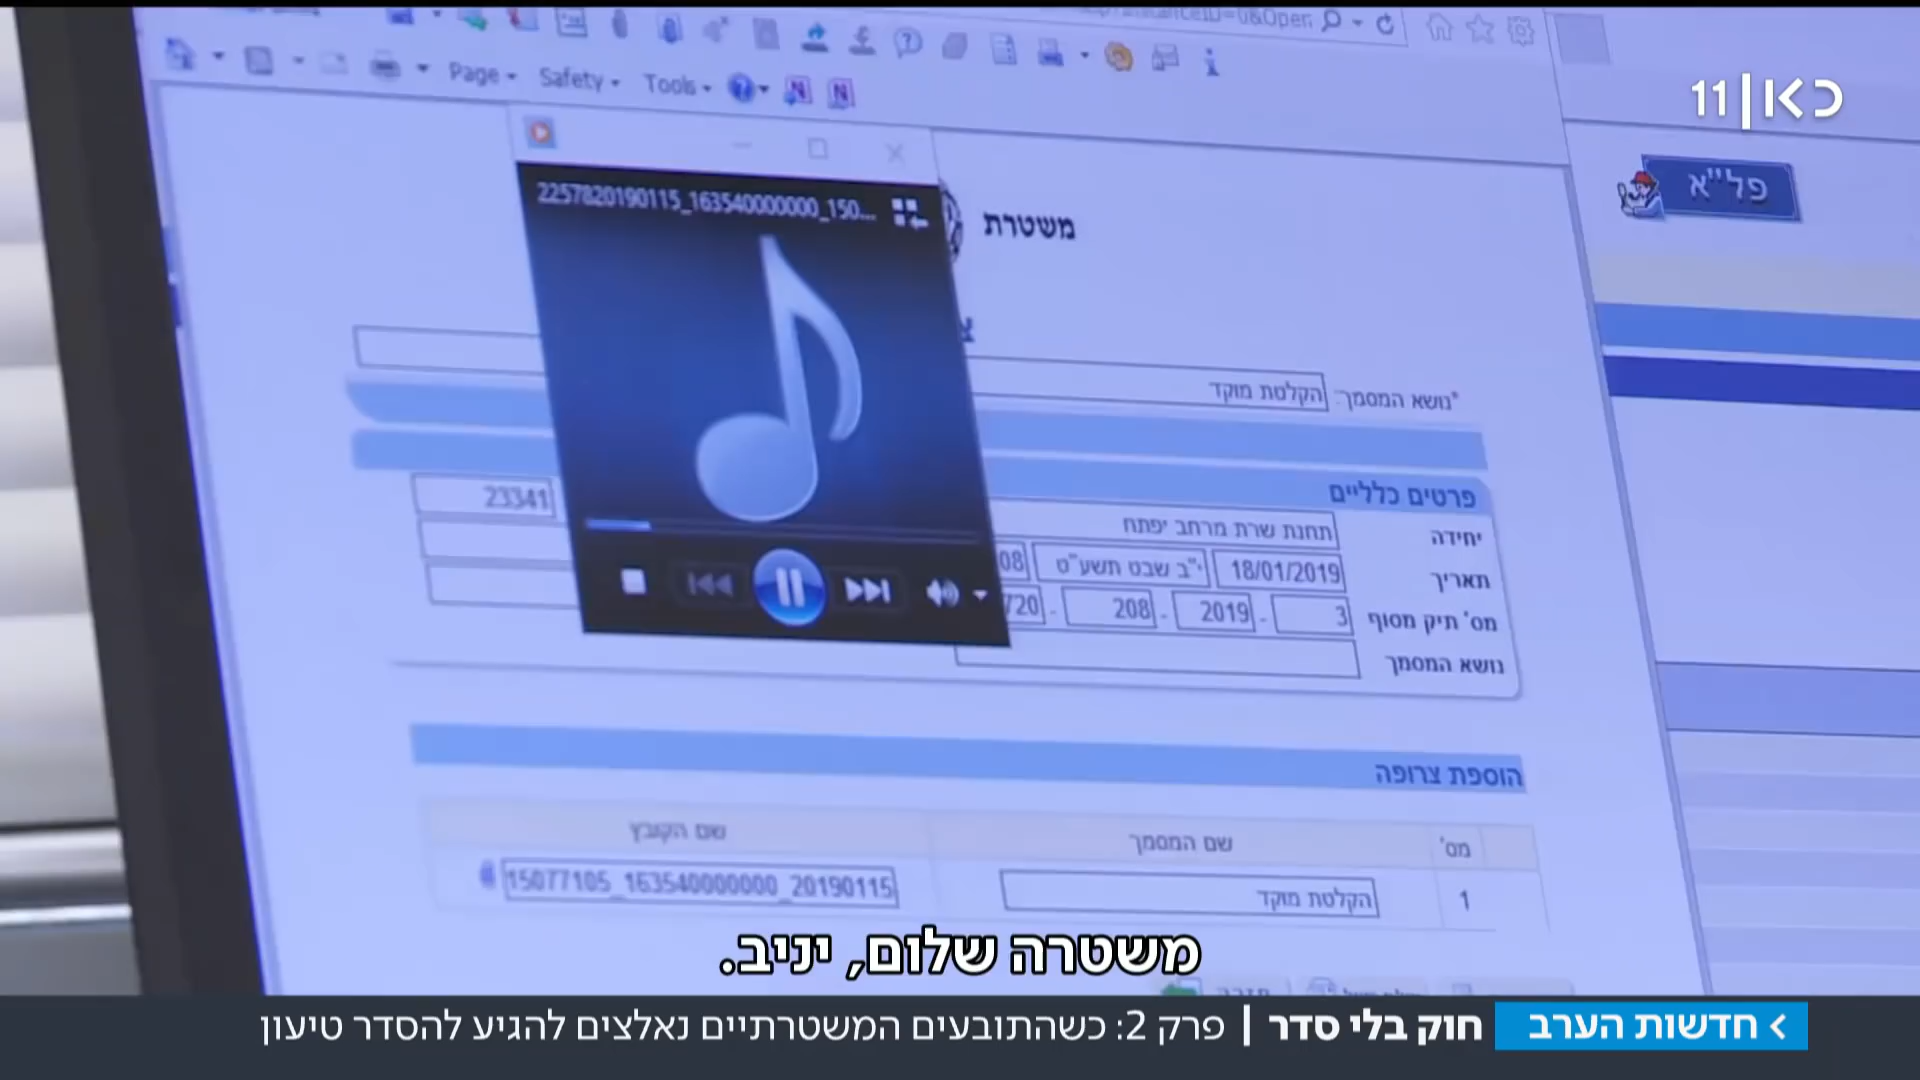 Page
Safety
Tools
כאן 11
פל"א
2257820190115_163540000000_150...
משטרת
*נושא המסמך: הקלטת מוקד
פרטים כלליים
23341
יחידה תחנת שרת מרחב יפתח
תאריך 18/01/2019 י"ב שבט תשע"ט 08
מס' תיק מסוף 3 - 2019 - 208 - 720
נושא המסמך
הוספת צרופה
מס' שם המסמך שם הקובץ
1 הקלטת מוקד 15077105_163540000000_20190115
משטרה שלום, יניב.
חדשות הערב חוק בלי סדר | פרק 2: כשהתובעים המשטרתיים נאלצים להגיע להסדר טיעון